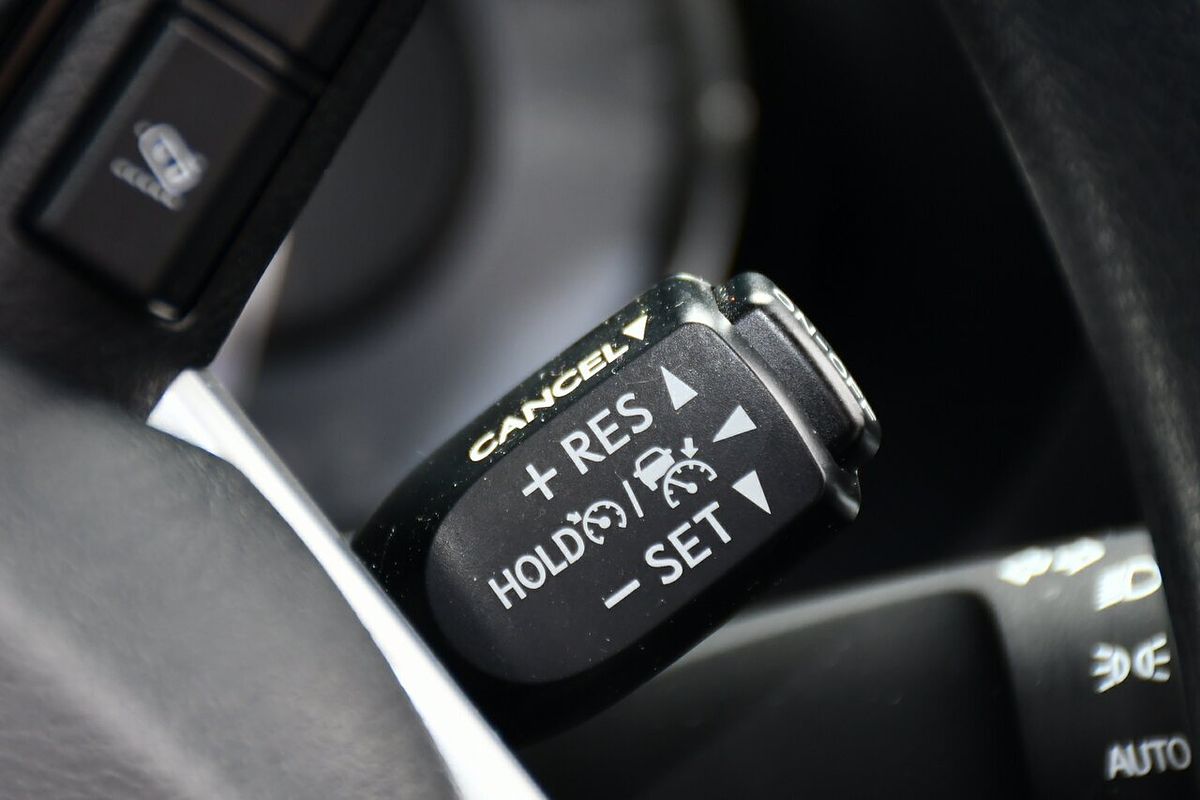 CANCEL
+ RES
HOLD /
− SET
AUTO